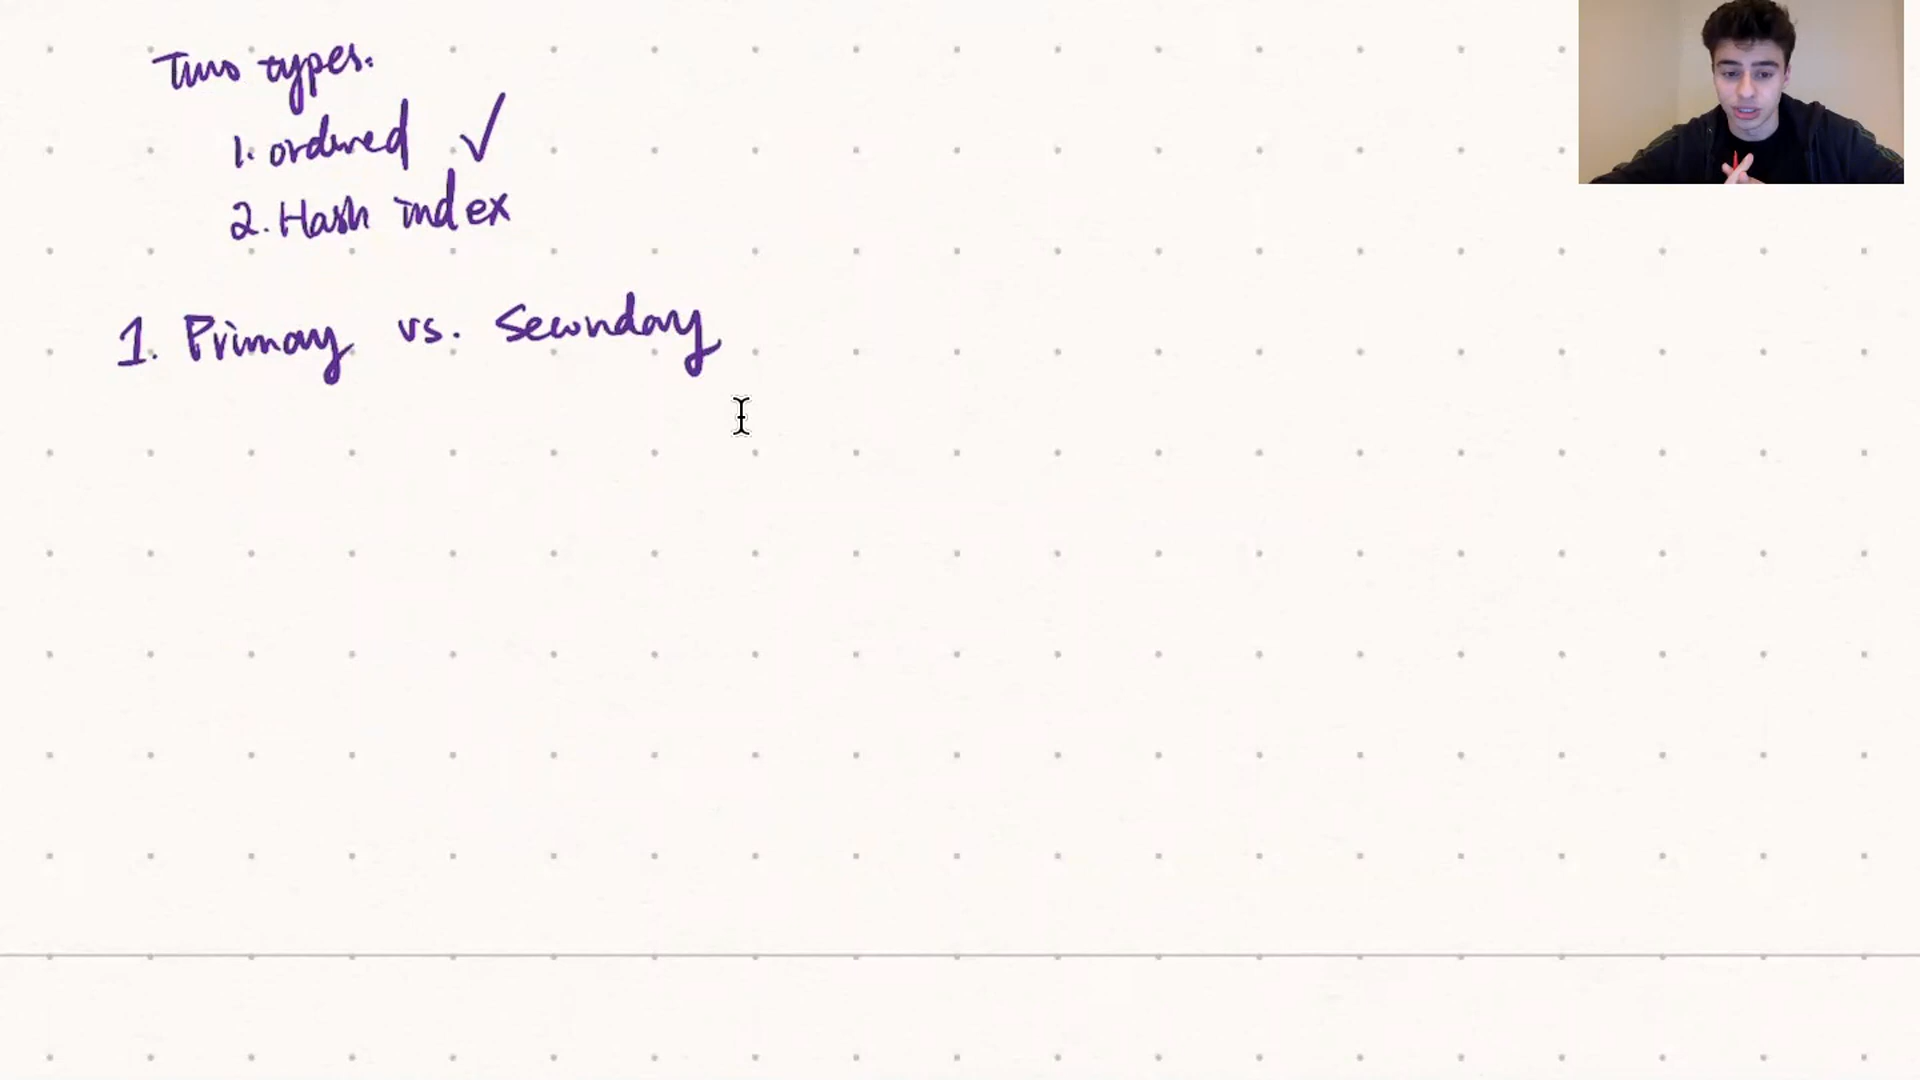 Two types.
1. ordered ✓
2. Hash index
1. Primary vs. Secondary